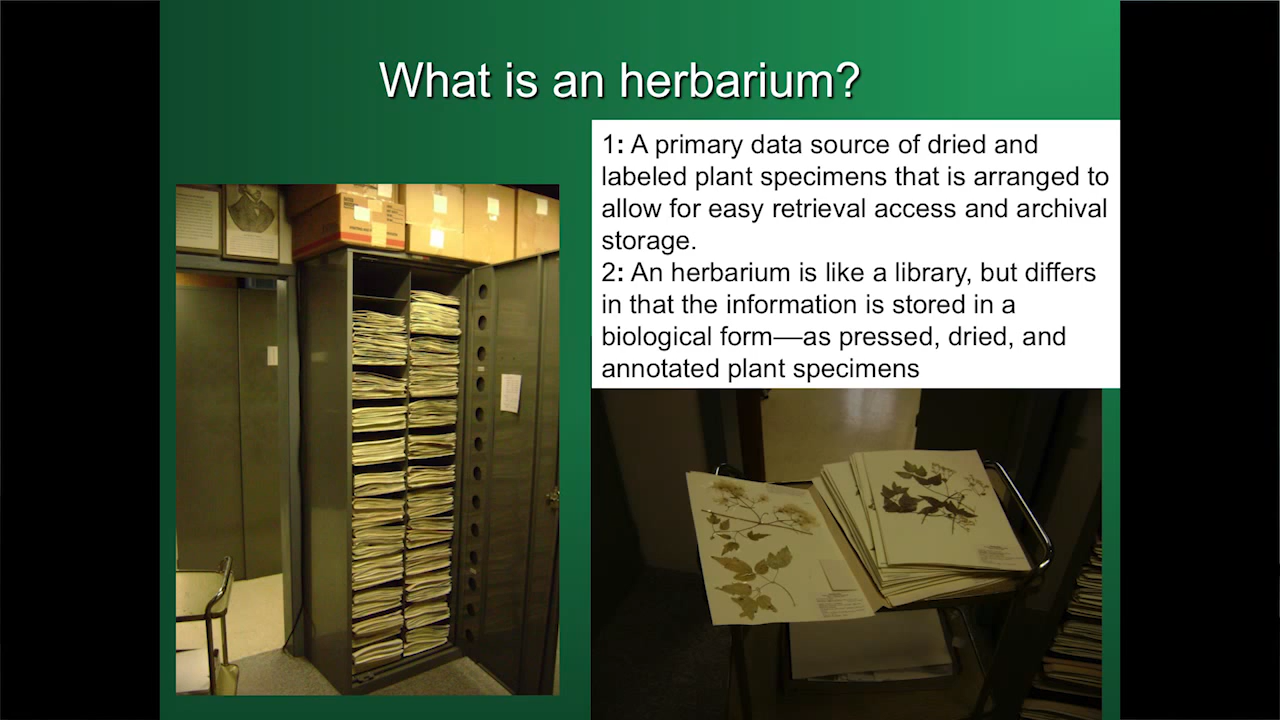 What is an herbarium?
1: A primary data source of dried and
labeled plant specimens that is arranged to
allow for easy retrieval access and archival
storage.
2: An herbarium is like a library, but differs
in that the information is stored in a
biological form—as pressed, dried, and
annotated plant specimens